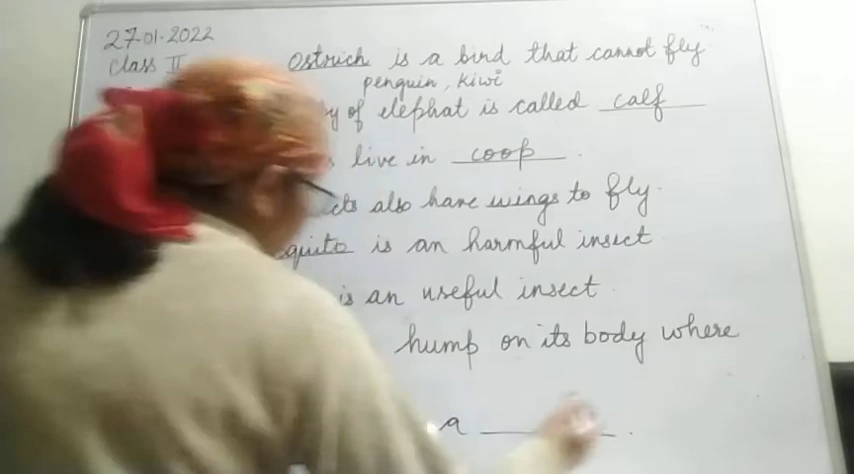 27-01-2022
Class II
Ostrich is a bird that cannot fly
penguin, kiwi
of elephat is called calf
live in coop.
also have wings to fly.
is an harmful insect
is an useful insect
hump on its body where
a ______.